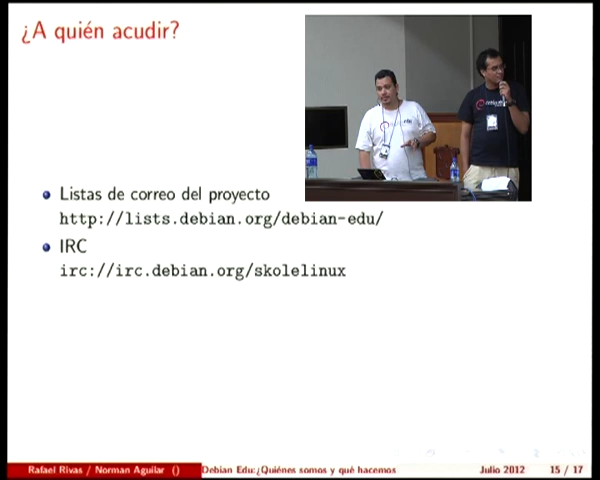 ¿A quién acudir?
Listas de correo del proyecto
http://lists.debian.org/debian-edu/
IRC
irc://irc.debian.org/skolelinux
Rafael Rivas / Norman Aguilar () Debian Edu:¿Quiénes somos y qué hacemos Julio 2012 15 / 17